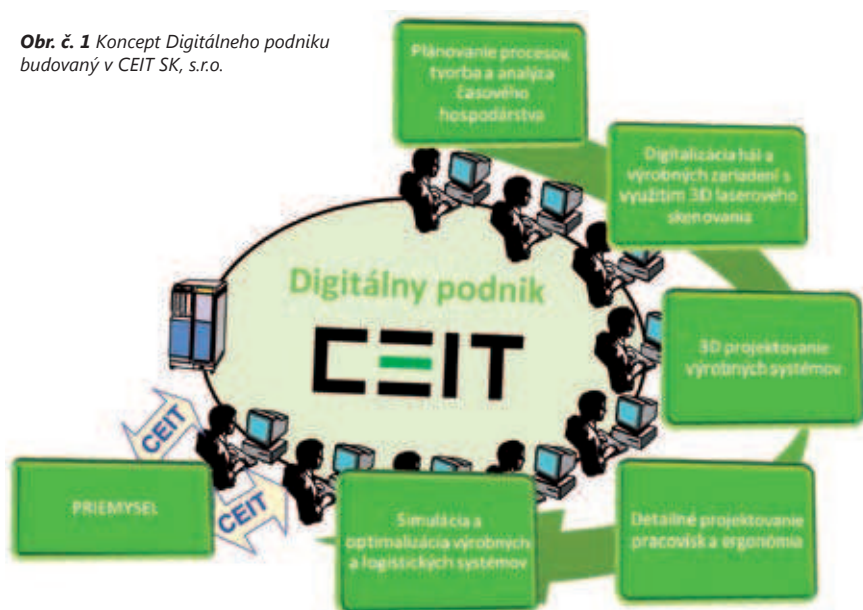 Obr. č. 1 Koncept Digitálneho podniku
budovaný v CEIT SK, s.r.o.
Plánovanie procesov,
tvorba a analýza
časového
hospodárstva
Digitalizácia hál a
výrobných zariadení s
využitím 3D laserového
skenovania
Digitálny podnik
CEIT
3D projektovanie
výrobných systémov
CEIT
PRIEMYSEL
CEIT
Simulácia a
optimalizácia výrobných
a logistických systémov
Detailné projektovanie
pracovísk a ergonómia